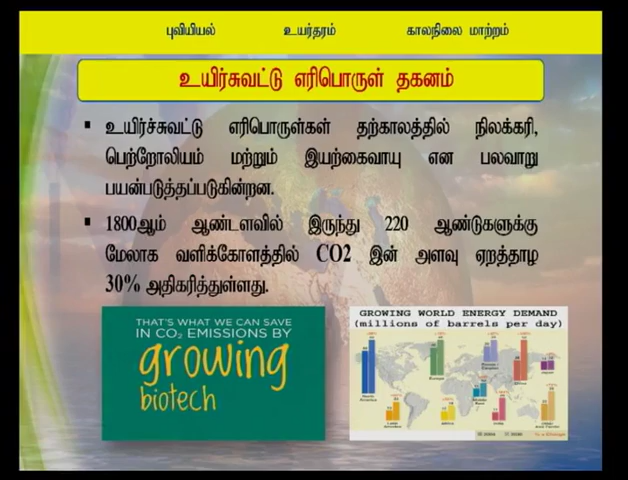 புவியியல் உயர்தரம் காலநிலை மாற்றம்
உயிர்சுவட்டு எரிபொருள் தகனம்
▪ உயிர்ச்சுவட்டு எரிபொருள்கள் தற்காலத்தில் நிலக்கரி,
பெற்றோலியம் மற்றும் இயற்கைவாயு என பலவாறு
பயன்படுத்தப்படுகின்றன.
▪ 1800ஆம் ஆண்டளவில் இருந்து 220 ஆண்டுகளுக்கு
மேலாக வளிக்கோளத்தில் CO2 இன் அளவு ஏறத்தாழ
30% அதிகரித்துள்ளது.
THAT'S WHAT WE CAN SAVE
IN CO₂ EMISSIONS BY
growing
biotech
GROWING WORLD ENERGY DEMAND
(millions of barrels per day)